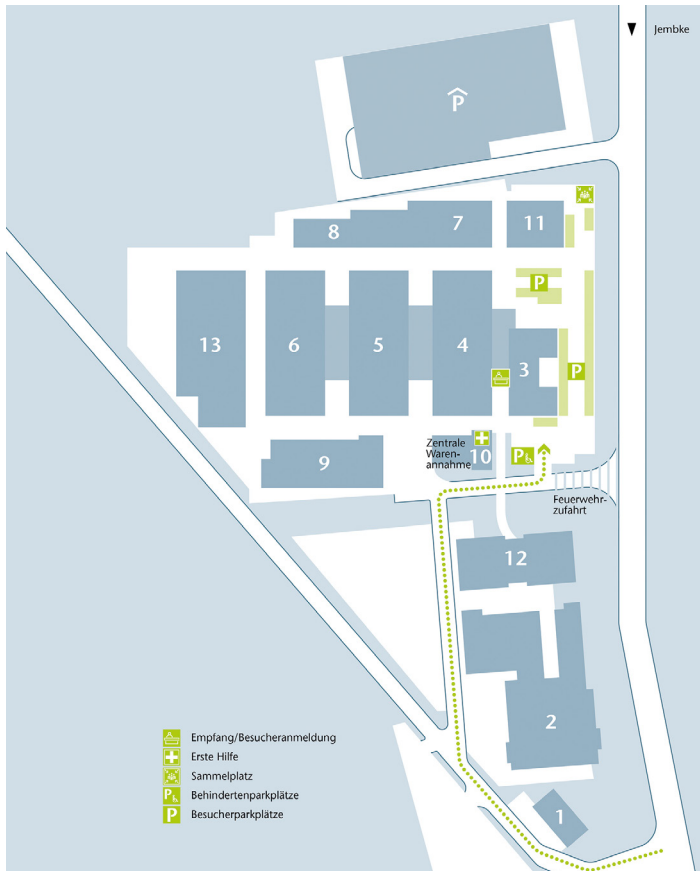 Jembke
P
8
7
11
P
13
6
5
4
3
P
Zentrale
Waren-
annahme
9
10
P
Feuerwehr-
zufahrt
12
2
1
Empfang/Besucheranmeldung
Erste Hilfe
Sammelplatz
P Behindertenparkplätze
P Besucherparkplätze